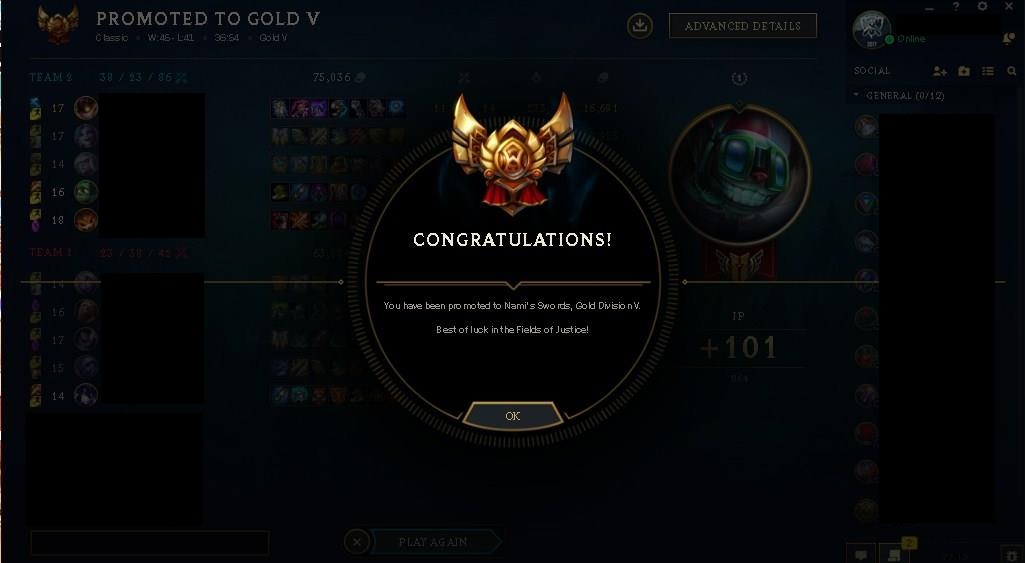 PROMOTED TO GOLD V
Classic • W:45-L:41 • 36:54 • Gold V
ADVANCED DETAILS
Online
2017
SOCIAL
GENERAL (0/12)
TEAM 2 38 / 23 / 86 75,036
17
17
14
16
18
TEAM 1 23 / 38 / 42
14
16
17
15
14
CONGRATULATIONS!
You have been promoted to Nami's Swords, Gold Division V.
Best of luck in the Fields of Justice!
OK
IP
+101
PLAY AGAIN
2